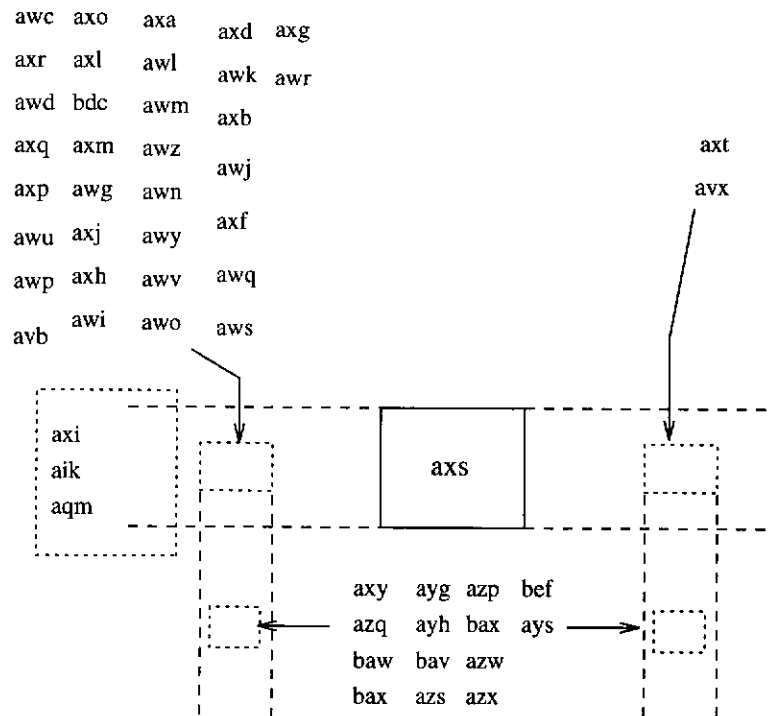 awc axo axa axd axg
axr axl awl awk awr
awd bdc awm axb
axq axm awz awj
axp awg awn axf
awu axj awy awq
awp axh awv aws
avb awi awo
axt
avx
axi
aik
aqm
axs
axy ayg azp bef
azq ayh bax ays
baw bav azw
bax azs azx